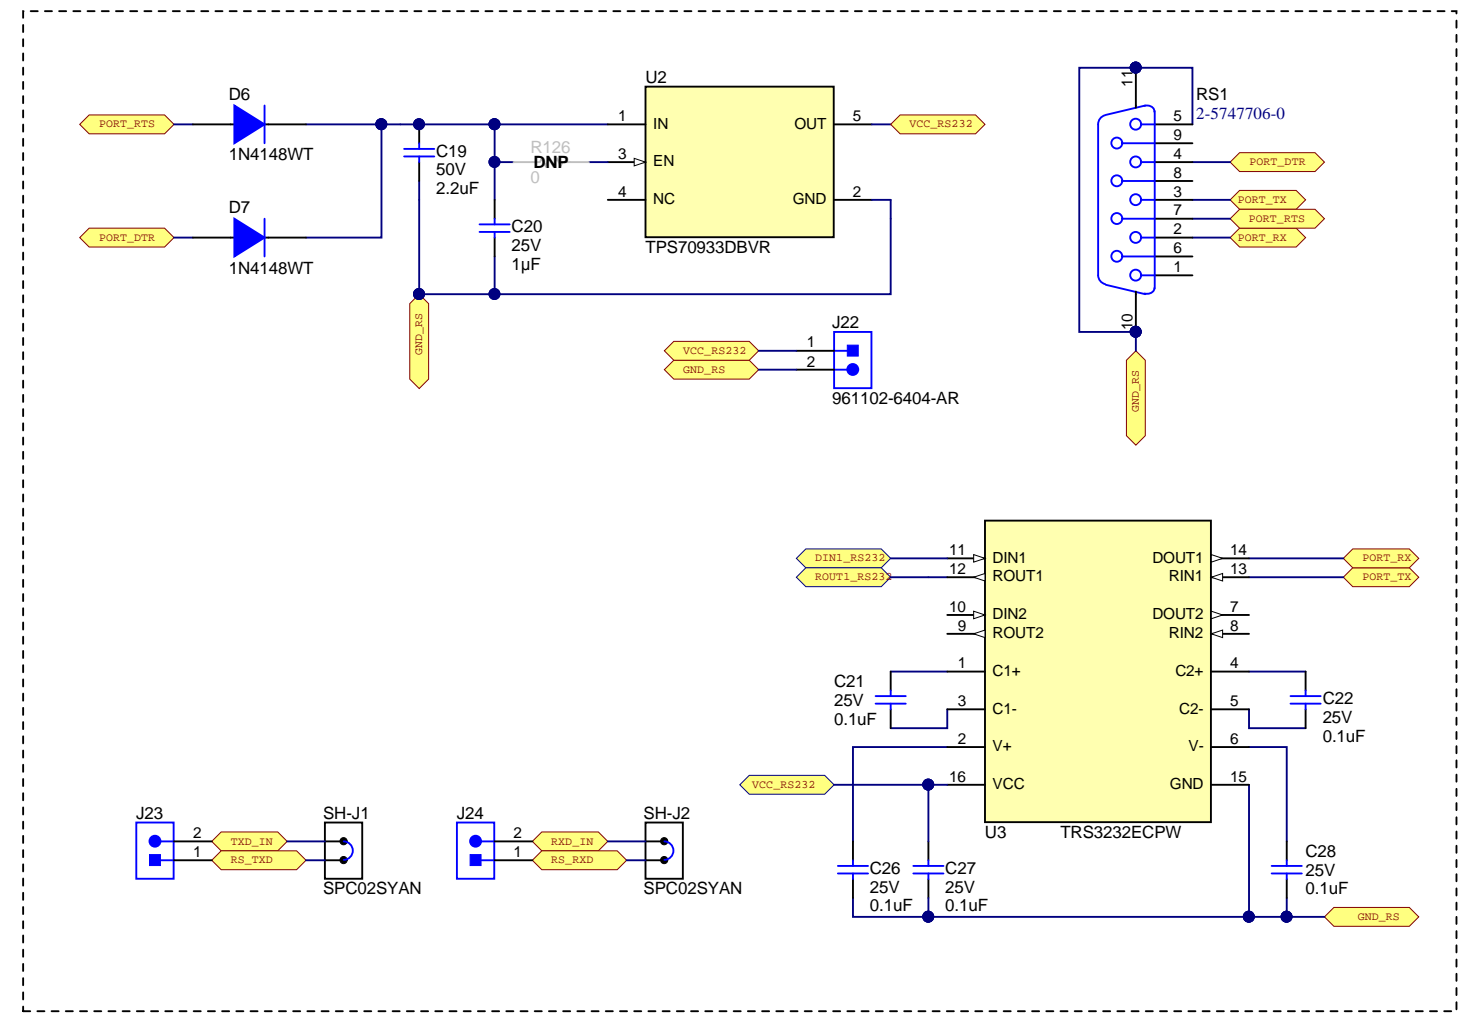 U2
D6
PORT_RTS
1N4148WT
D7
PORT_DTR
1N4148WT
C19
50V
2.2uF
R126
DNP
0
C20
25V
1µF
1 IN
3 EN
4 NC
OUT 5
GND 2
VCC_RS232
TPS70933DBVR
GND_RS
J22
VCC_RS232 1
GND_RS 2
961102-6404-AR
11
RS1
2-5747706-0
5
9
4 PORT_DTR
8
3 PORT_TX
7 PORT_RTS
2 PORT_RX
6
1
10
GND_RS
DIN1_RS232 11 DIN1
ROUT1_RS232 12 ROUT1
10 DIN2
9 ROUT2
1 C1+
3 C1-
2 V+
VCC_RS232 16 VCC
DOUT1 14 PORT_RX
RIN1 13 PORT_TX
DOUT2 7
RIN2 8
C2+ 4
C2- 5
V- 6
GND 15
C21
25V
0.1uF
C22
25V
0.1uF
U3
TRS3232ECPW
C26
25V
0.1uF
C27
25V
0.1uF
C28
25V
0.1uF
GND_RS
J23
2 TXD_IN
1 RS_TXD
SH-J1
SPC02SYAN
J24
2 RXD_IN
1 RS_RXD
SH-J2
SPC02SYAN